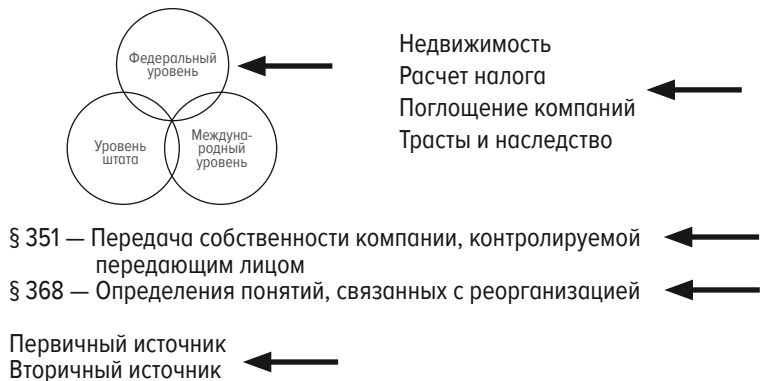 Федеральный
уровень
Уровень
штата
Междуна-
родный
уровень
Недвижимость
Расчет налога
Поглощение компаний
Трасты и наследство
§ 351 — Передача собственности компании, контролируемой
передающим лицом
§ 368 — Определения понятий, связанных с реорганизацией
Первичный источник
Вторичный источник